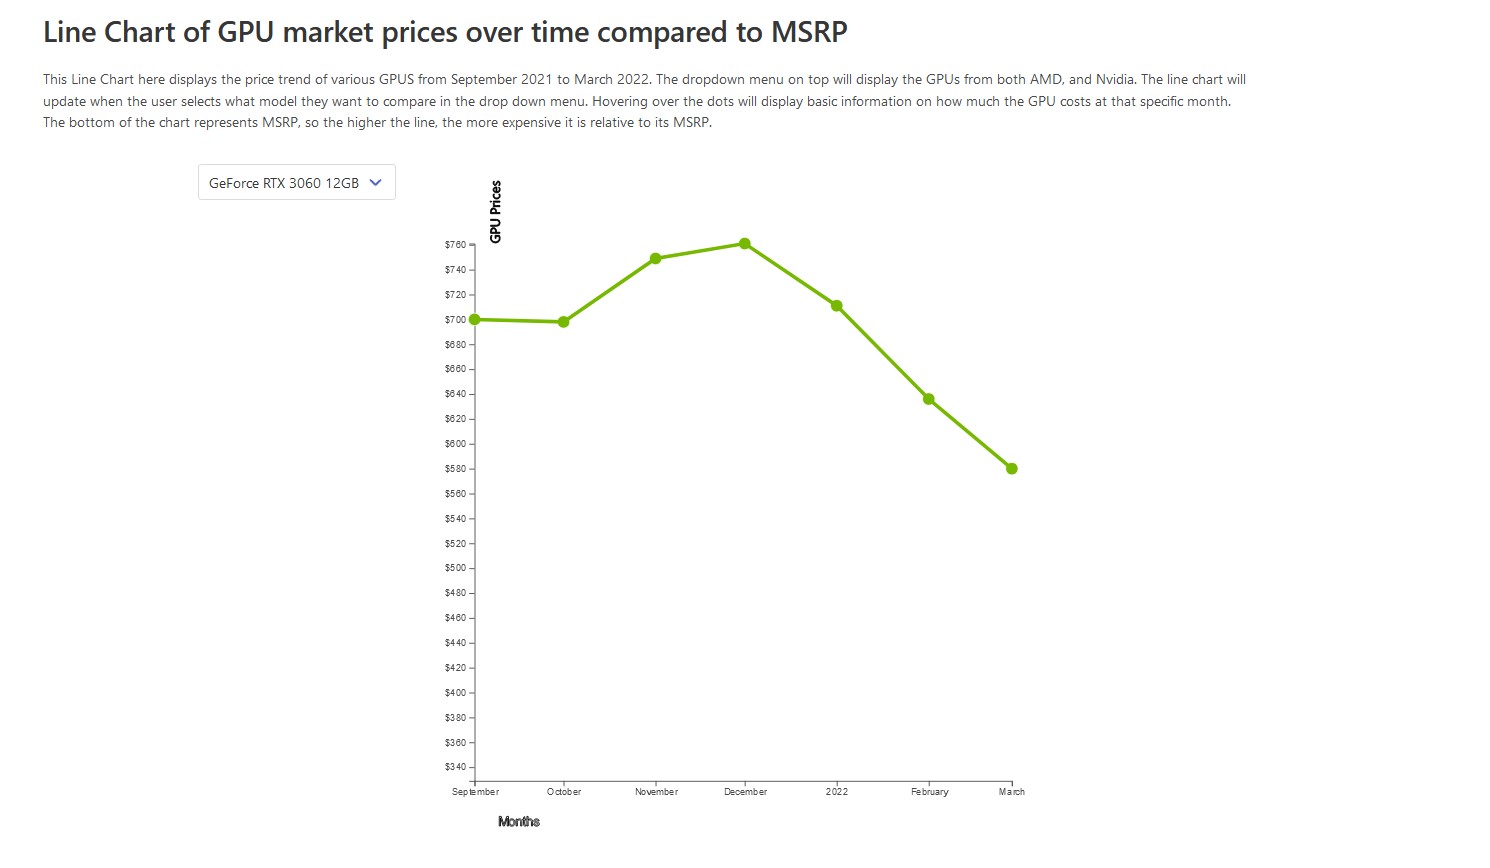 Line Chart of GPU market prices over time compared to MSRP
This Line Chart here displays the price trend of various GPUS from September 2021 to March 2022. The dropdown menu on top will display the GPUs from both AMD, and Nvidia. The line chart will
update when the user selects what model they want to compare in the drop down menu. Hovering over the dots will display basic information on how much the GPU costs at that specific month.
The bottom of the chart represents MSRP, so the higher the line, the more expensive it is relative to its MSRP.
GeForce RTX 3060 12GB
GPU Prices
$760
$740
$720
$700
$680
$660
$640
$620
$600
$580
$560
$540
$520
$500
$480
$460
$440
$420
$400
$380
$360
$340
September October November December 2022 February March
Months